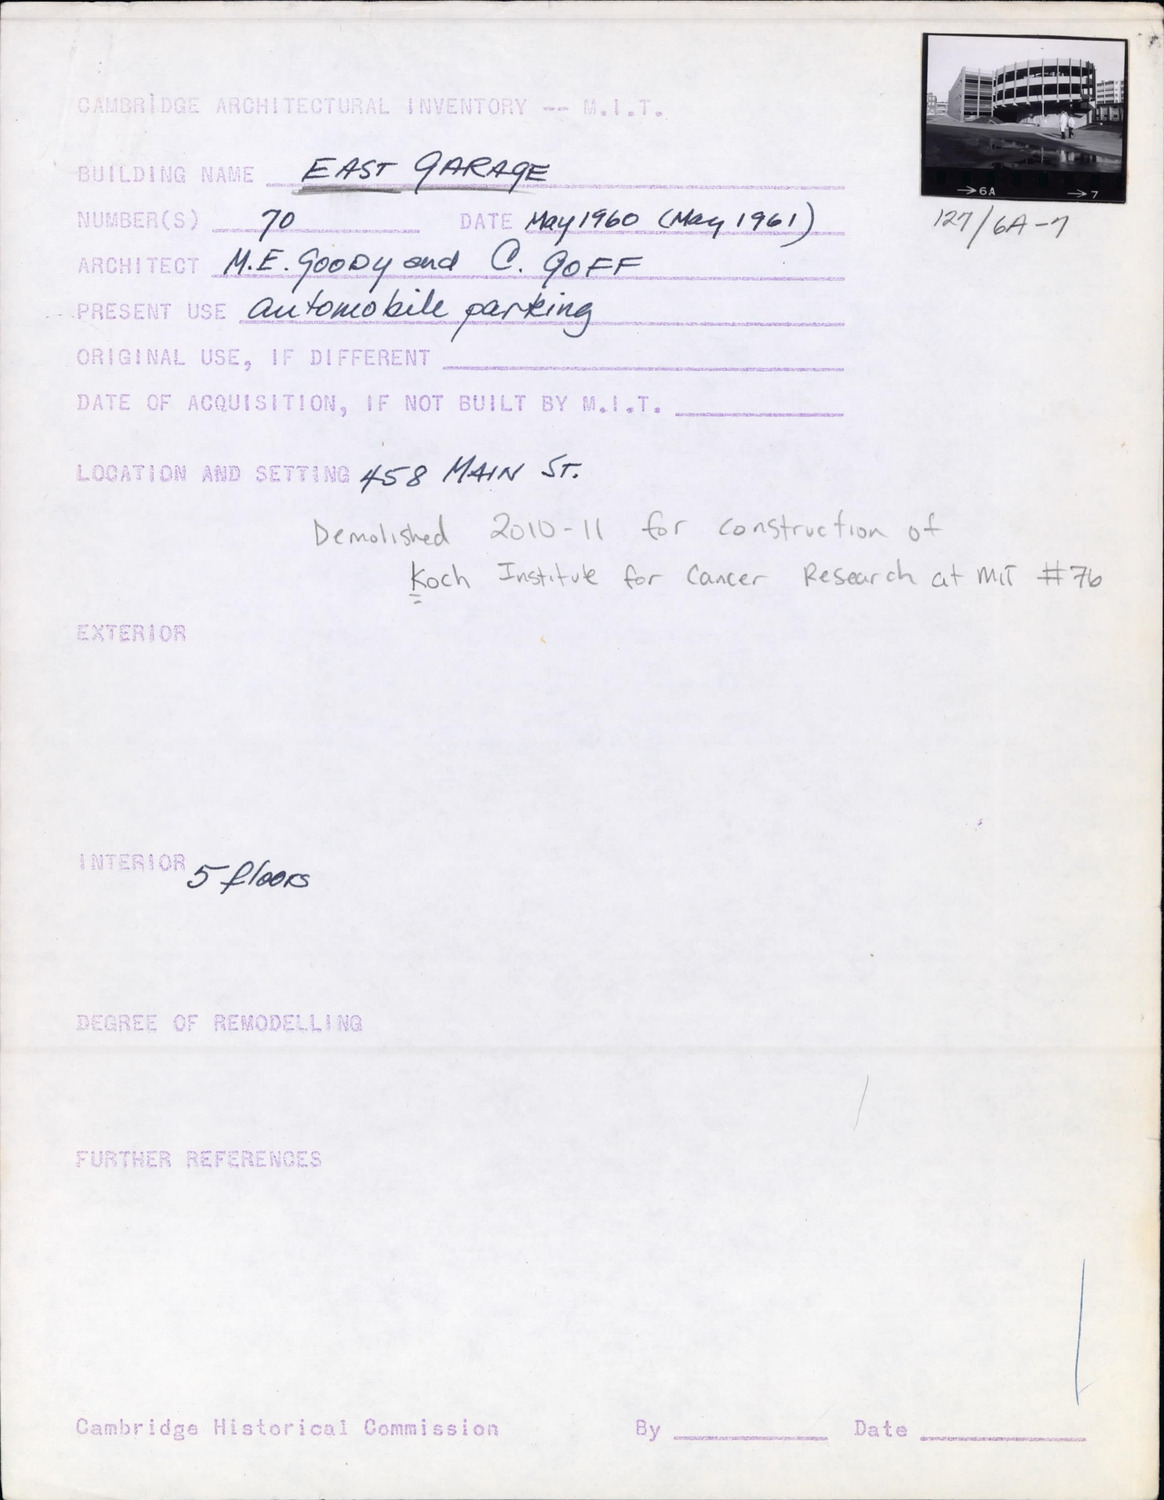 CAMBRIDGE ARCHITECTURAL INVENTORY -- M.I.T.
BUILDING NAME EAST GARAGE
NUMBER(S) 70 DATE May 1960 (May 1961)
ARCHITECT M.E. GOODY and C. GOFF
PRESENT USE automobile parking
ORIGINAL USE, IF DIFFERENT
DATE OF ACQUISITION, IF NOT BUILT BY M.I.T.
→6A →7
127/6A-7
LOCATION AND SETTING 458 MAIN ST.
Demolished 2010-11 for construction of
Koch Institute for Cancer Research at MIT #76
EXTERIOR
INTERIOR 5 floors
DEGREE OF REMODELLING
FURTHER REFERENCES
Cambridge Historical Commission By Date